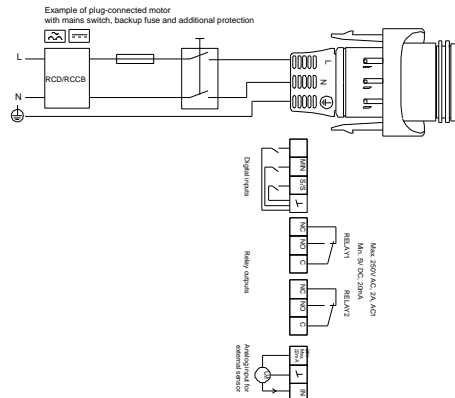 Example of plug-connected motor
with mains switch, backup fuse and additional protection
L
RCD/RCCB
N
L
N
Digital inputs
MIN
S/S
Relay outputs
NC
NO
C
RELAY1
Max. 250V AC, 2A, AC1
Min. 5V DC, 20mA
NC
NO
C
RELAY2
Analog input for
external sensor
Max
IN